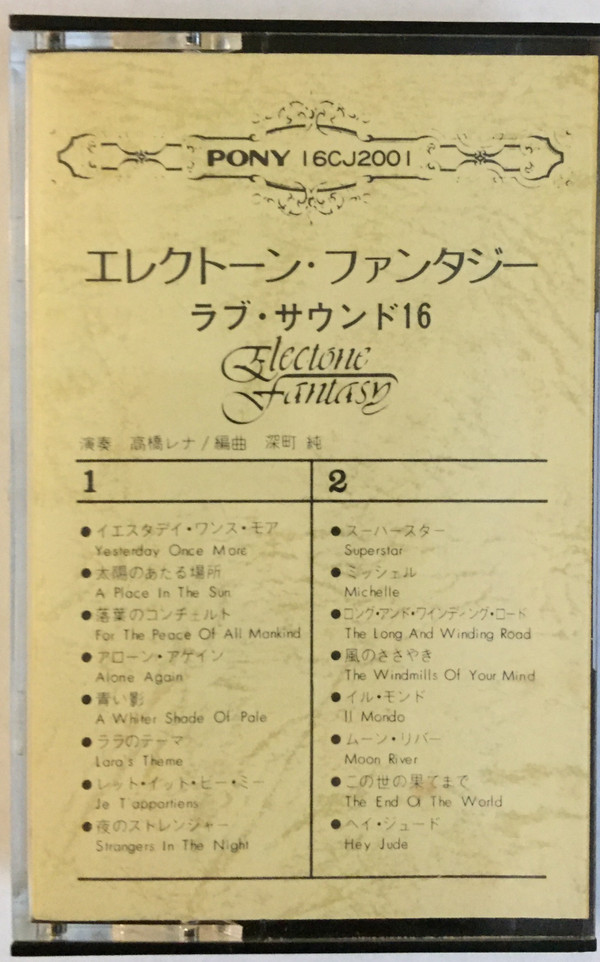 PONY 16CJ2001
エレクトーン・ファンタジー
ラブ・サウンド16
Electone
Fantasy
演奏 高橋レナ/編曲 深町 純
1
●イエスタデイ・ワンス・モア
Yesterday Once More
●太陽のあたる場所
A Place In The Sun
●落葉のコンチェルト
For The Peace Of All Mankind
●アローン・アゲイン
Alone Again
●青い影
A Whiter Shade Of Pale
●ララのテーマ
Lara's Theme
●レット・イット・ビー・ミー
Je T'appartiens
●夜のストレンジャー
Strangers In The Night
2
●スーパースター
Superstar
●ミッシェル
Michelle
●ロング・アンド・ワインディング・ロード
The Long And Winding Road
●風のささやき
The Windmills Of Your Mind
●イル・モンド
Il Mondo
●ムーン・リバー
Moon River
●この世の果てまで
The End Of The World
●ヘイ・ジュード
Hey Jude